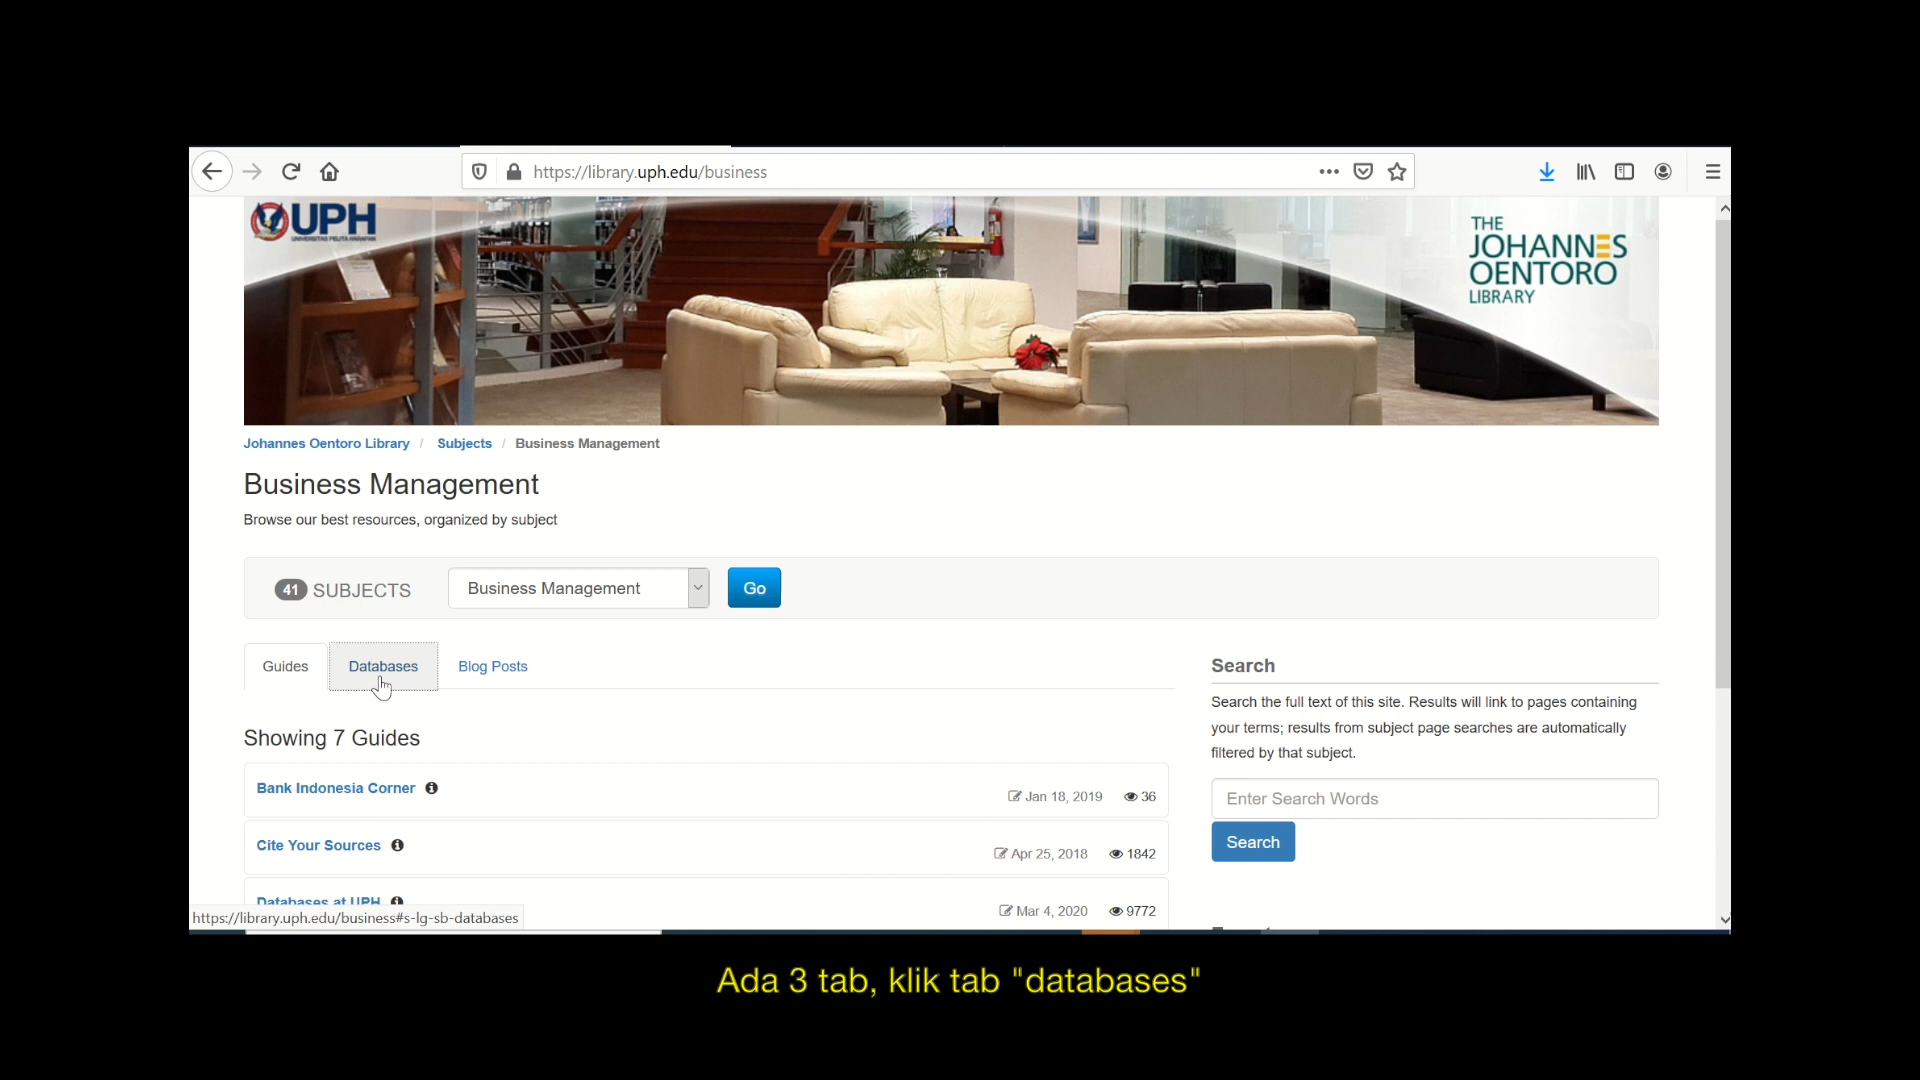 https://library.uph.edu/business
UPH
UNIVERSITAS PELITA HARAPAN
THE
JOHANNES
OENTORO
LIBRARY
Johannes Oentoro Library / Subjects / Business Management
Business Management
Browse our best resources, organized by subject
41 SUBJECTS Business Management Go
Guides Databases Blog Posts
Showing 7 Guides
Bank Indonesia Corner
Jan 18, 2019 36
Cite Your Sources
Apr 25, 2018 1842
Databases at UPH
Mar 4, 2020 9772
Search
Search the full text of this site. Results will link to pages containing
your terms; results from subject page searches are automatically
filtered by that subject.
Enter Search Words
Search
https://library.uph.edu/business#s-lg-sb-databases
Ada 3 tab, klik tab "databases"